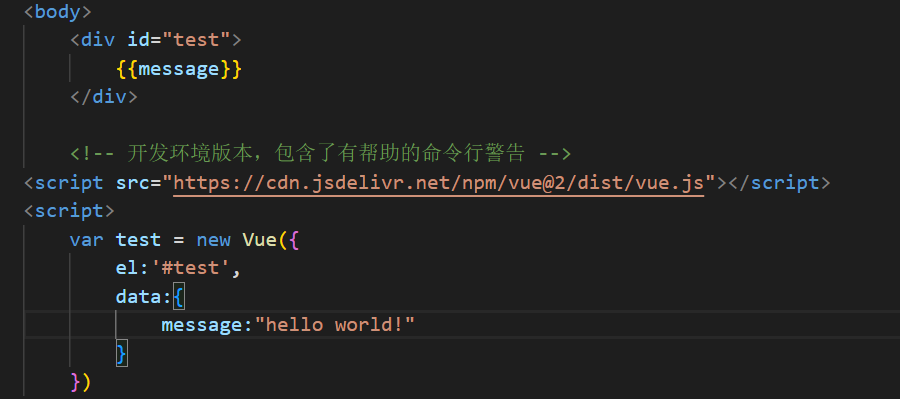 <body>
<div id="test">
{{message}}
</div>
<!-- 开发环境版本，包含了有帮助的命令行警告 -->
<script src="https://cdn.jsdelivr.net/npm/vue@2/dist/vue.js"></script>
<script>
var test = new Vue({
el:'#test',
data:{
message:"hello world!"
}
})